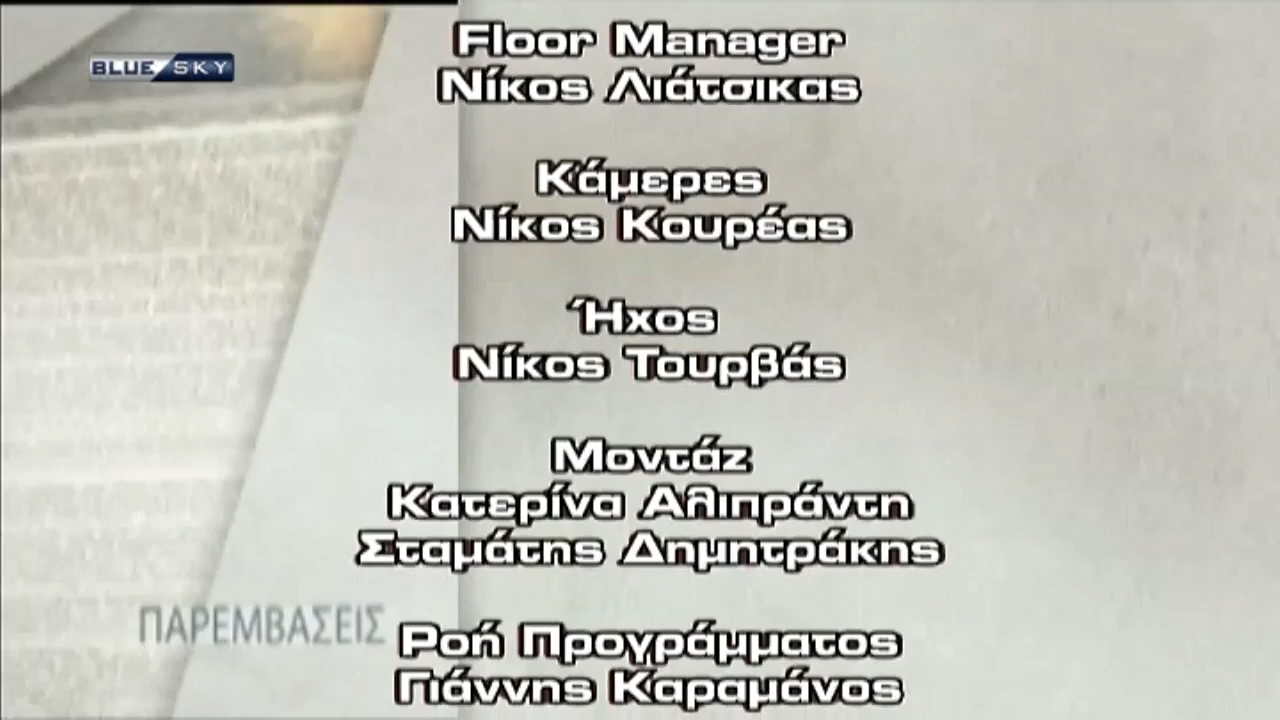 BLUE SKY
Floor Manager
Νίκος Λιάτσικας
Κάμερες
Νίκος Κουρέας
Ήχος
Νίκος Τουρβάς
Μοντάζ
Κατερίνα Αλιπράντη
Σταμάτης Δημητράκης
ΠΑΡΕΜΒΑΣΕΙΣ
Ροή Προγράμματος
Γιάννης Καραμάνος